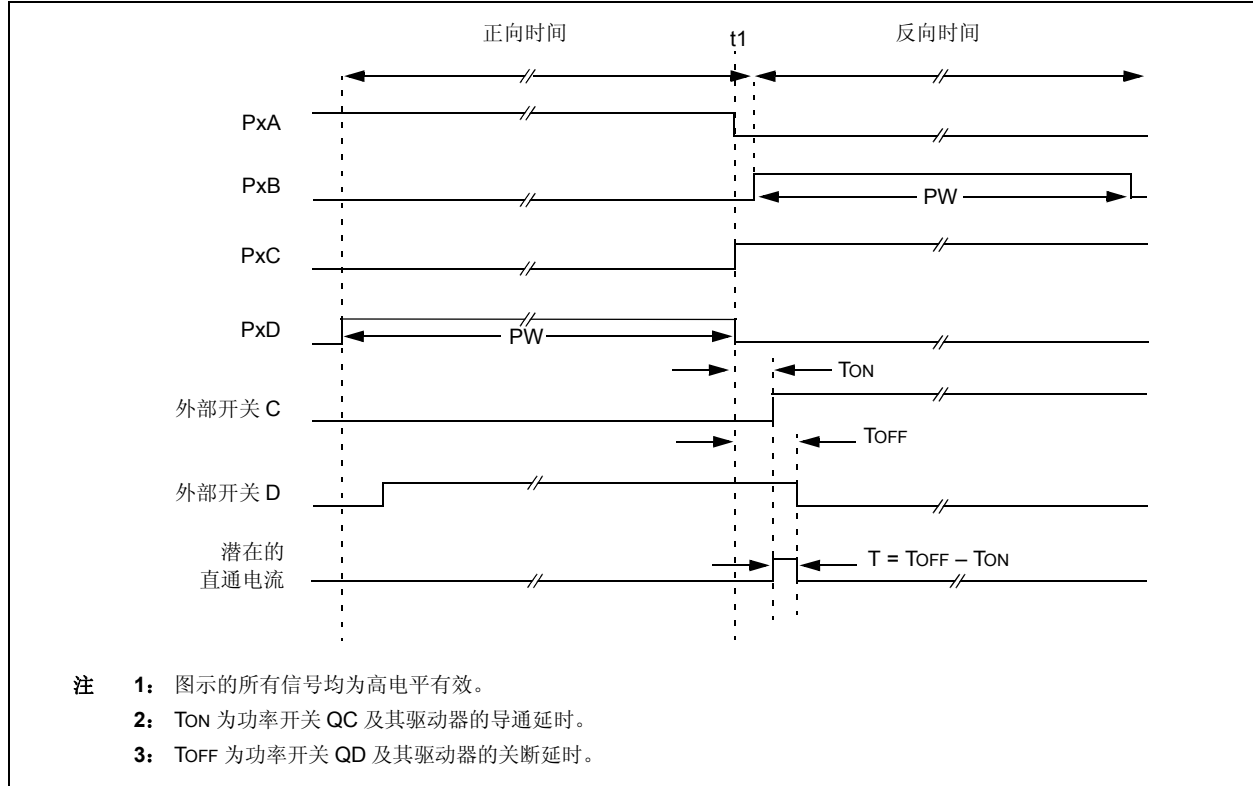 正向时间
t1
反向时间
PxA
PxB
PW
PxC
PxD
PW
TON
外部开关 C
TOFF
外部开关 D
潜在的
直通电流
T = TOFF – TON
注 1： 图示的所有信号均为高电平有效。
2： TON 为功率开关 QC 及其驱动器的导通延时。
3： TOFF 为功率开关 QD 及其驱动器的关断延时。